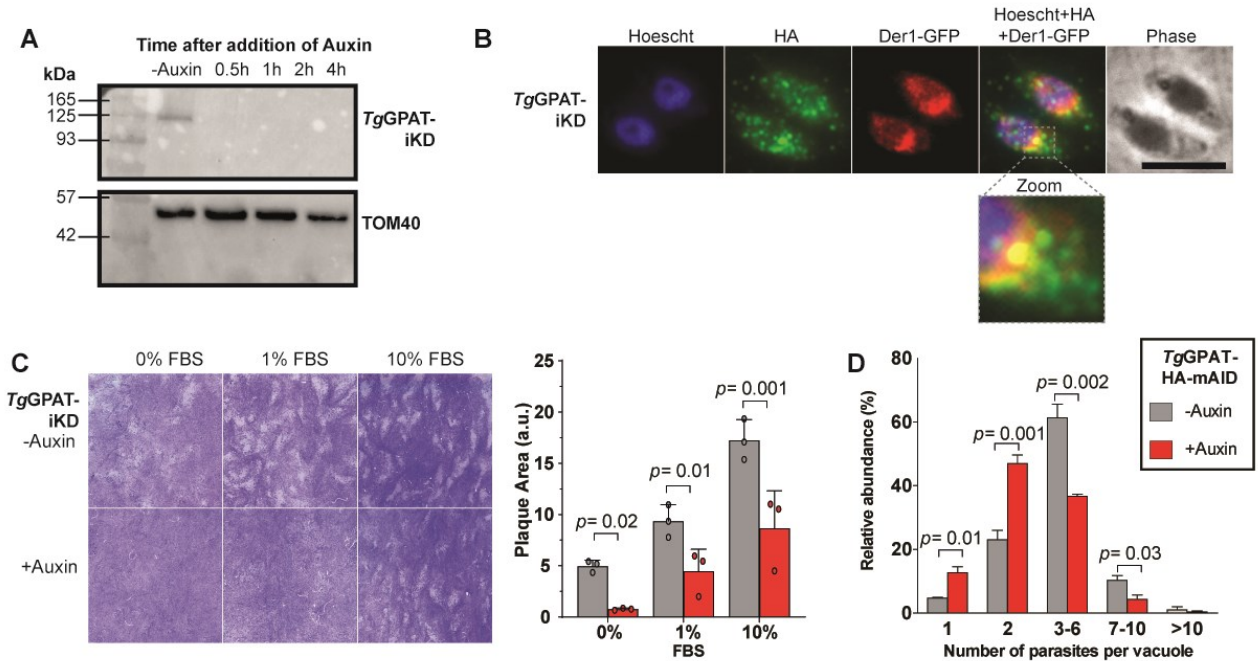 A
Time after addition of Auxin
kDa
-Auxin 0.5h 1h 2h 4h
165
125
93
TgGPAT-
iKD
57
42
TOM40
B
Hoescht
HA
Der1-GFP
Hoescht+HA
+Der1-GFP
Phase
TgGPAT-
iKD
Zoom
C
0% FBS
1% FBS
10% FBS
TgGPAT-
iKD
-Auxin
+Auxin
Plaque Area (a.u.)
25
20
15
10
5
0
p= 0.02
p= 0.01
p= 0.001
0%
1%
10%
FBS
D
Relative abundance (%)
80
60
40
20
0
p= 0.01
p= 0.001
p= 0.002
p= 0.03
1
2
3-6
7-10
>10
Number of parasites per vacuole
TgGPAT-
HA-mAID
-Auxin
+Auxin